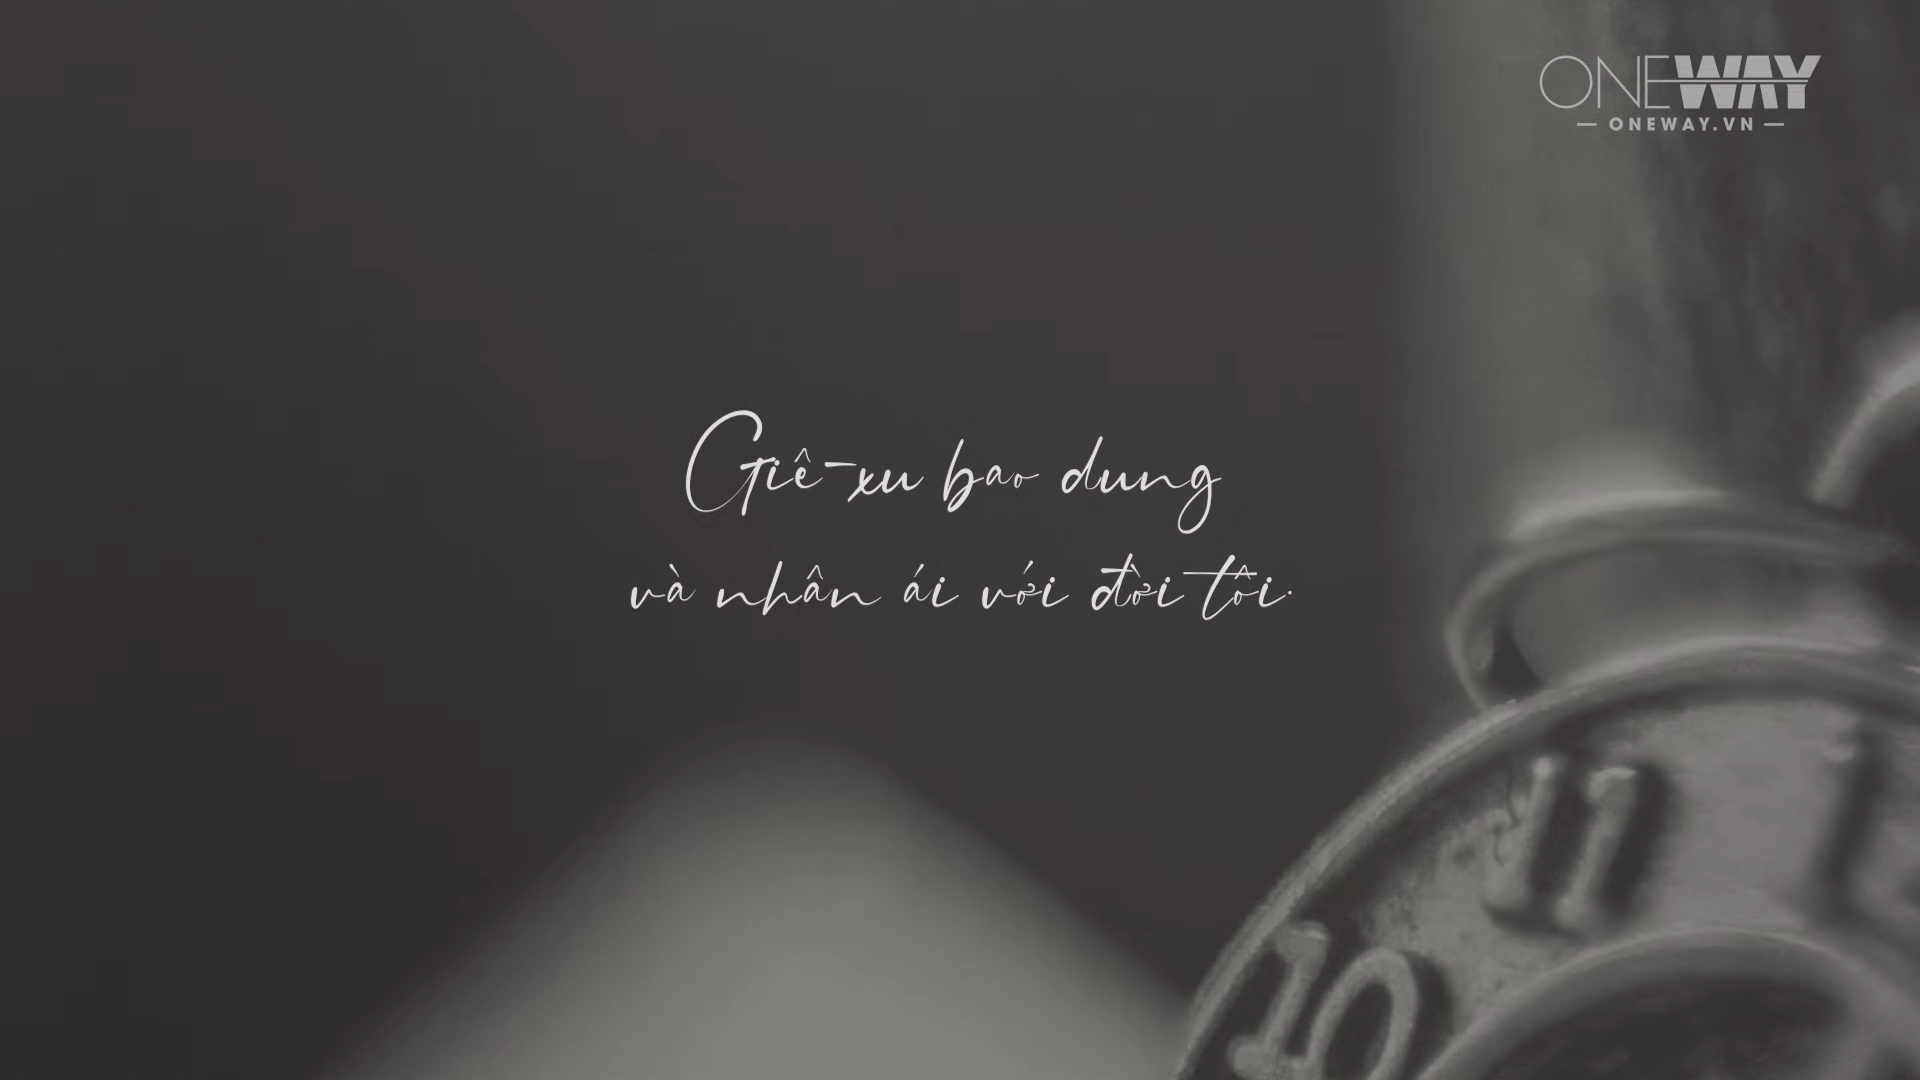 ONEWAY
— ONEWAY.VN —
Giê-xu bao dung
và nhân ái với đời tôi.
11
10